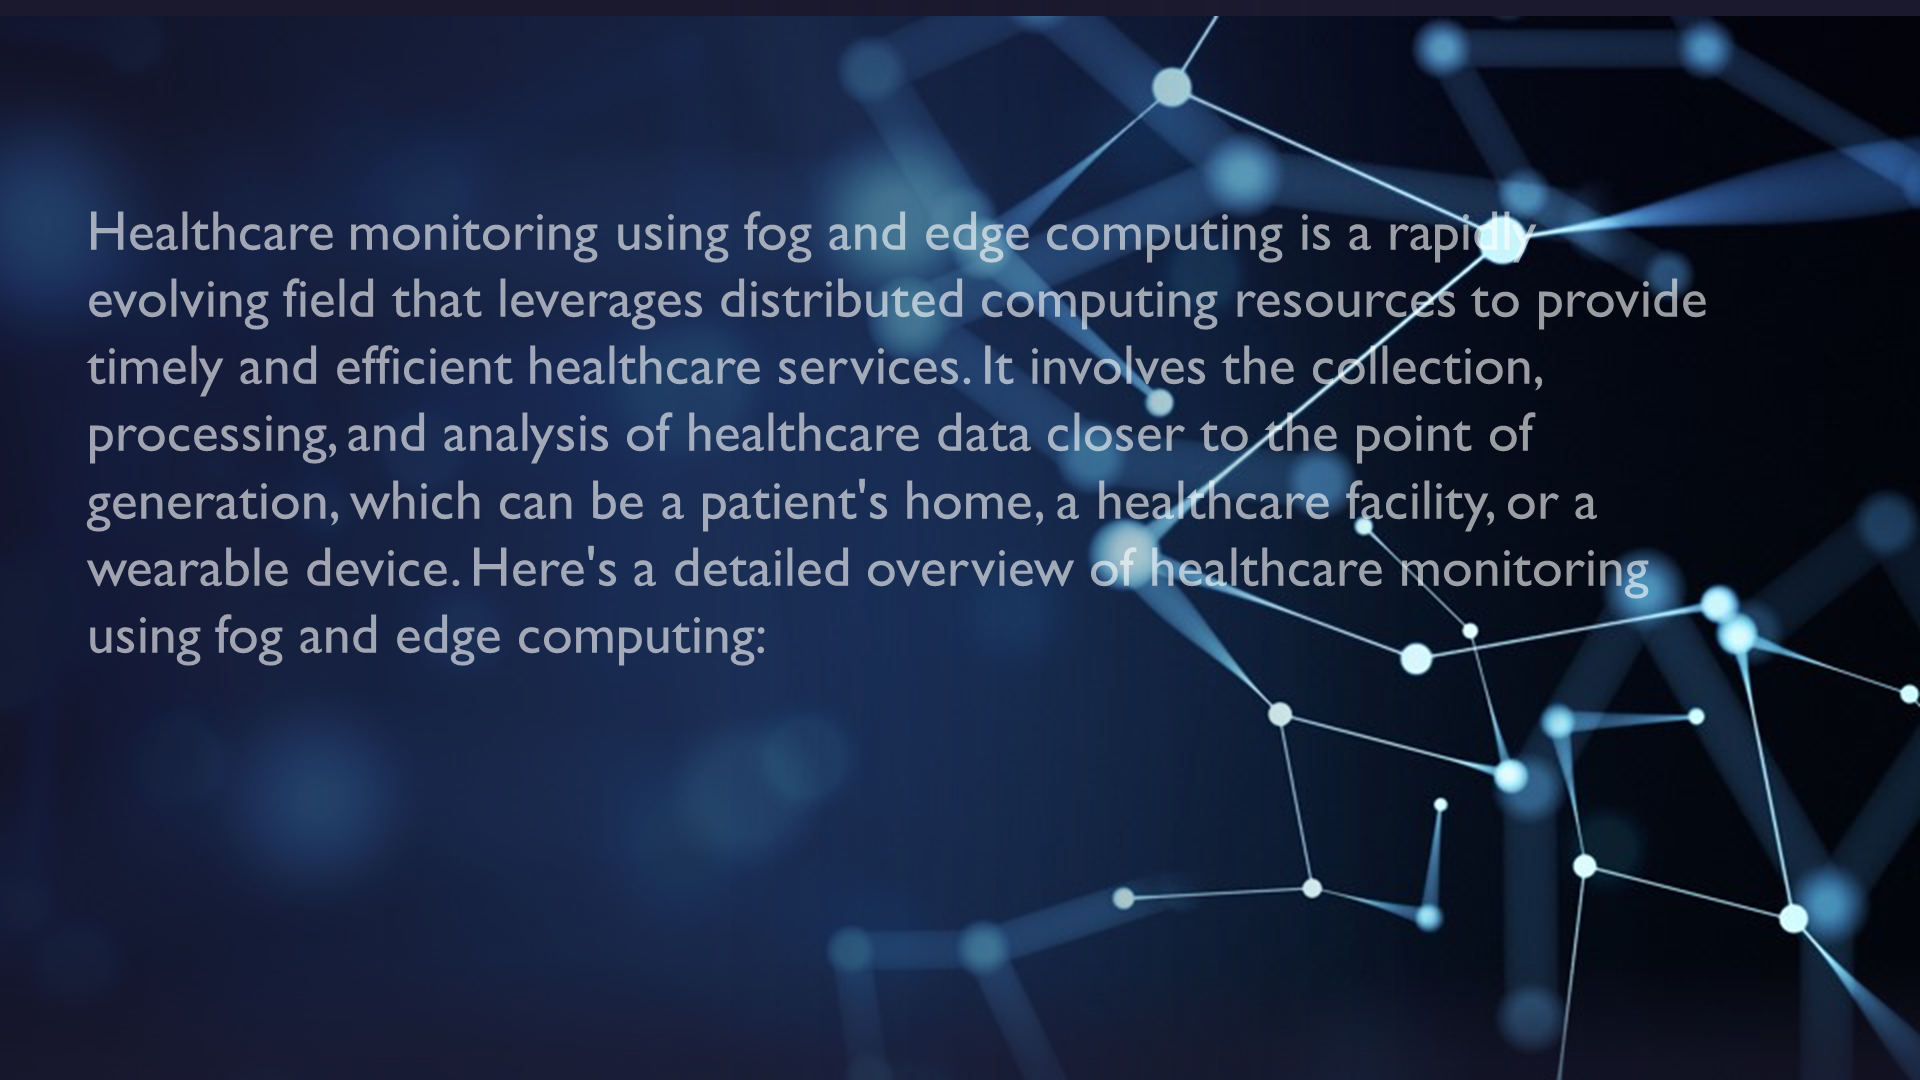 Healthcare monitoring using fog and edge computing is a rapidly
evolving field that leverages distributed computing resources to provide
timely and efficient healthcare services. It involves the collection,
processing, and analysis of healthcare data closer to the point of
generation, which can be a patient's home, a healthcare facility, or a
wearable device. Here's a detailed overview of healthcare monitoring
using fog and edge computing: